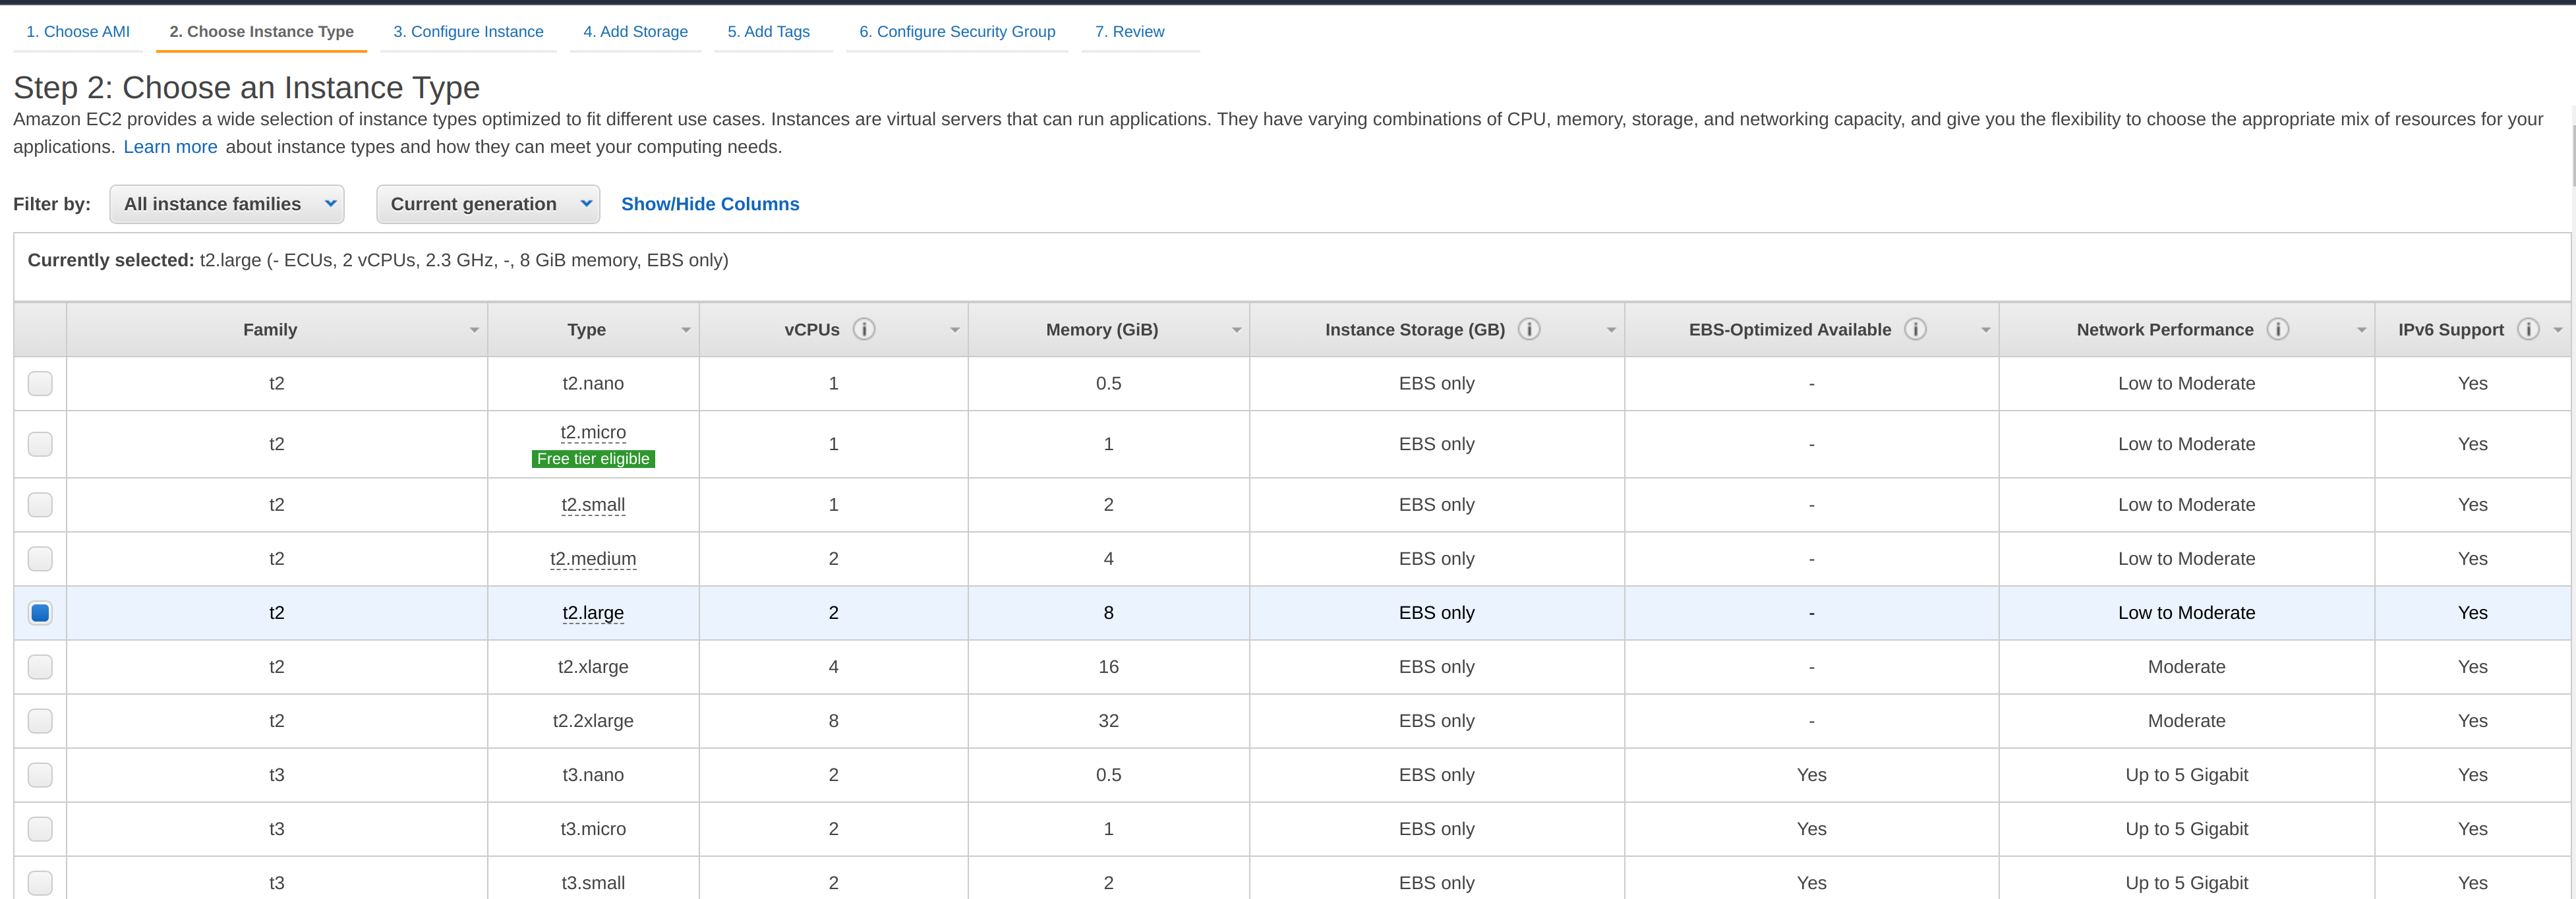 1. Choose AMI 2. Choose Instance Type 3. Configure Instance 4. Add Storage 5. Add Tags 6. Configure Security Group 7. Review
Step 2: Choose an Instance Type
Amazon EC2 provides a wide selection of instance types optimized to fit different use cases. Instances are virtual servers that can run applications. They have varying combinations of CPU, memory, storage, and networking capacity, and give you the flexibility to choose the appropriate mix of resources for your
applications. Learn more about instance types and how they can meet your computing needs.
Filter by: All instance families Current generation Show/Hide Columns
Currently selected: t2.large (- ECUs, 2 vCPUs, 2.3 GHz, -, 8 GiB memory, EBS only)
Family Type vCPUs i Memory (GiB) Instance Storage (GB) i EBS-Optimized Available i Network Performance i IPv6 Support i
t2 t2.nano 1 0.5 EBS only - Low to Moderate Yes
t2 t2.micro 1 1 EBS only - Low to Moderate Yes
Free tier eligible
t2 t2.small 1 2 EBS only - Low to Moderate Yes
t2 t2.medium 2 4 EBS only - Low to Moderate Yes
t2 t2.large 2 8 EBS only - Low to Moderate Yes
t2 t2.xlarge 4 16 EBS only - Moderate Yes
t2 t2.2xlarge 8 32 EBS only - Moderate Yes
t3 t3.nano 2 0.5 EBS only Yes Up to 5 Gigabit Yes
t3 t3.micro 2 1 EBS only Yes Up to 5 Gigabit Yes
t3 t3.small 2 2 EBS only Yes Up to 5 Gigabit Yes